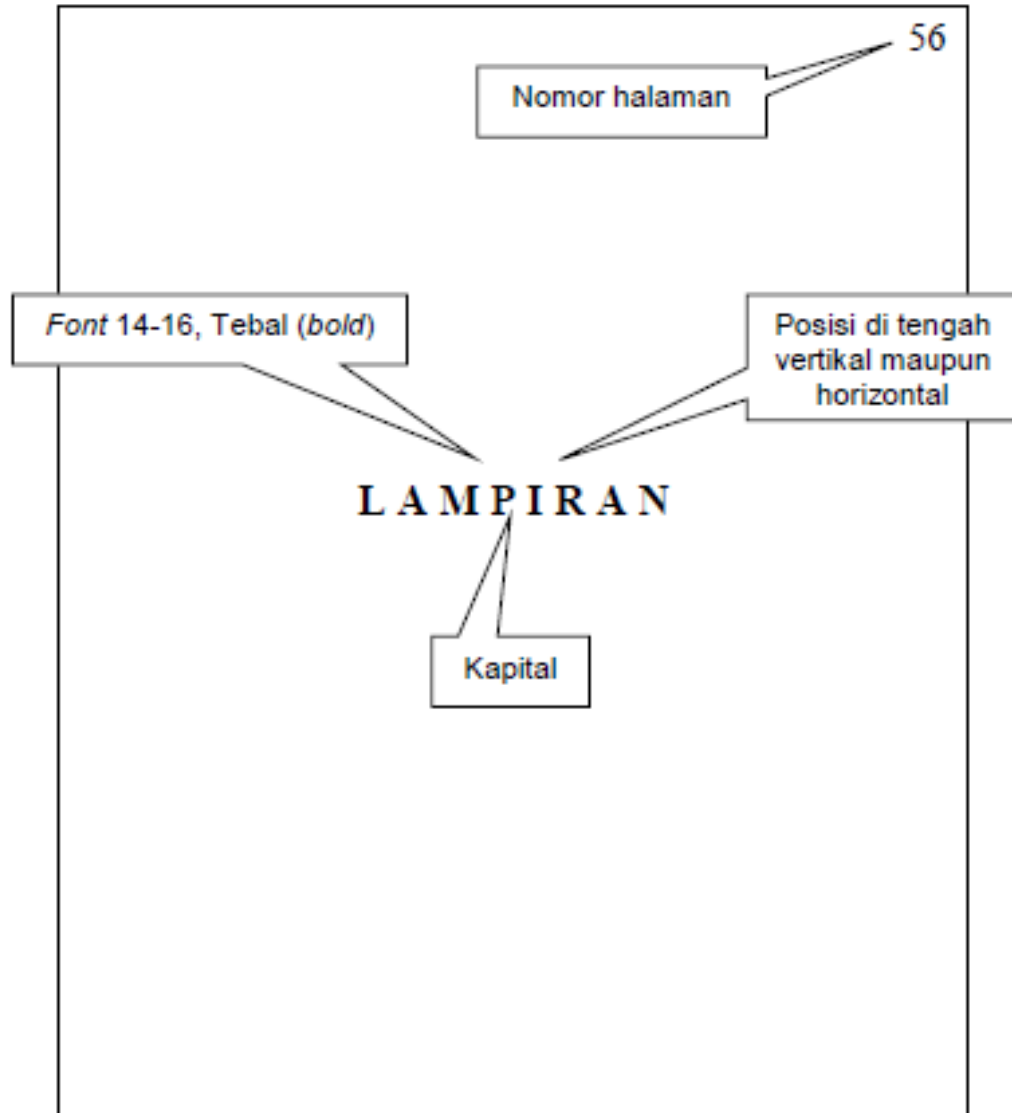 56
Nomor halaman
Font 14-16, Tebal (bold)
Posisi di tengah
vertikal maupun
horizontal
L A M P I R A N
Kapital